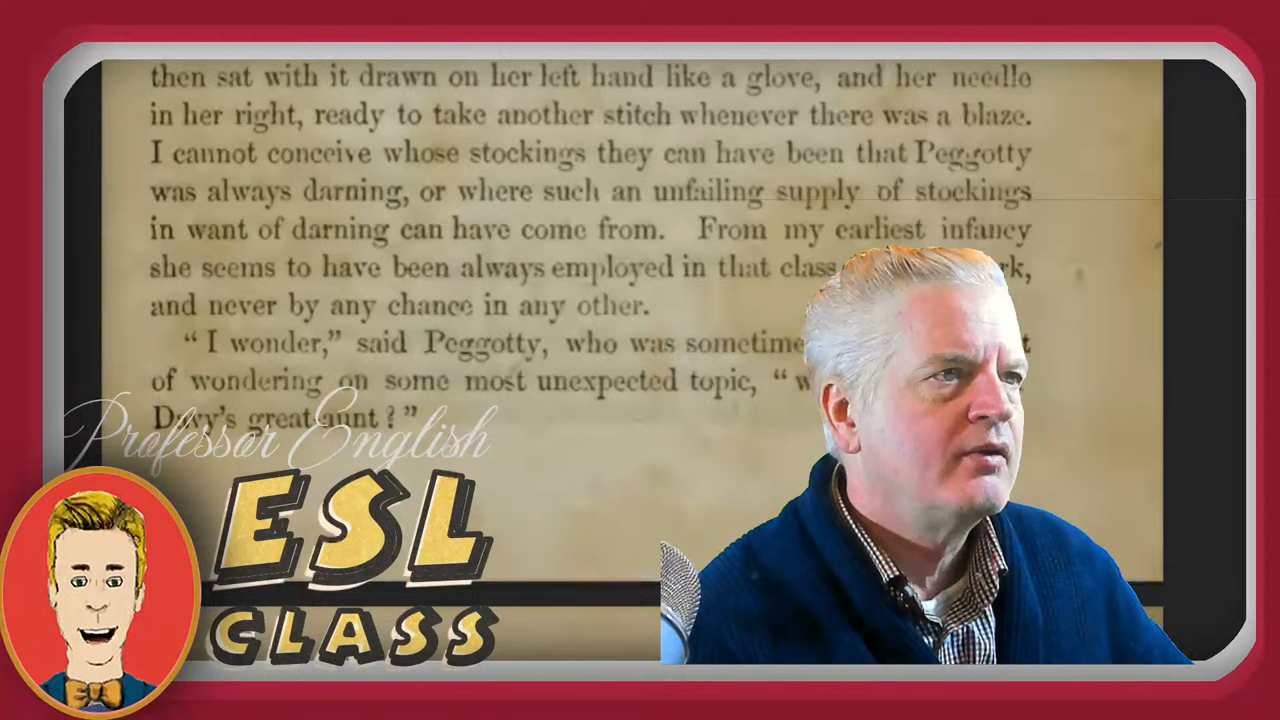 then sat with it drawn on her left hand like a glove, and her needle
in her right, ready to take another stitch whenever there was a blaze.
I cannot conceive whose stockings they can have been that Peggotty
was always darning, or where such an unfailing supply of stockings
in want of darning can have come from. From my earliest infancy
she seems to have been always employed in that class rk,
and never by any chance in any other.
“ I wonder,” said Peggotty, who was sometime t
of wondering on some most unexpected topic, “ w
Davy’s great-aunt ? ”
Professor English
ESL
CLASS